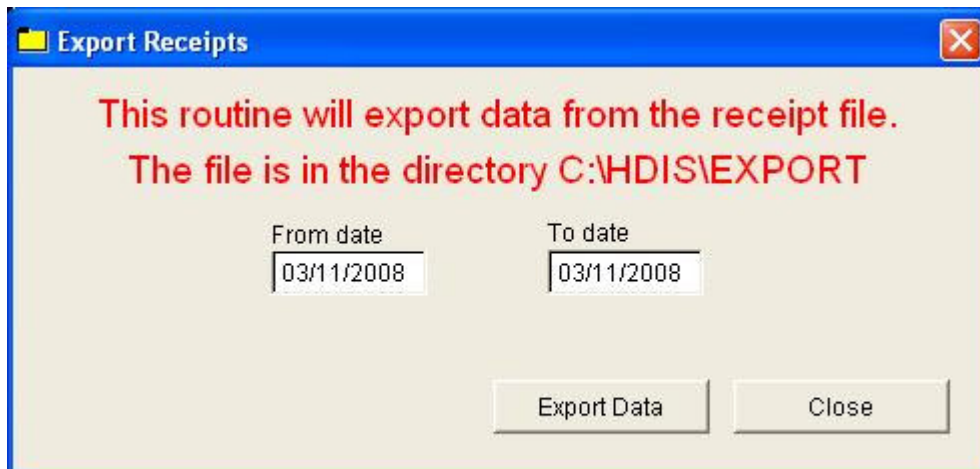 Export Receipts
This routine will export data from the receipt file.
The file is in the directory C:\HDIS\EXPORT
From date To date
03/11/2008 03/11/2008
Export Data Close